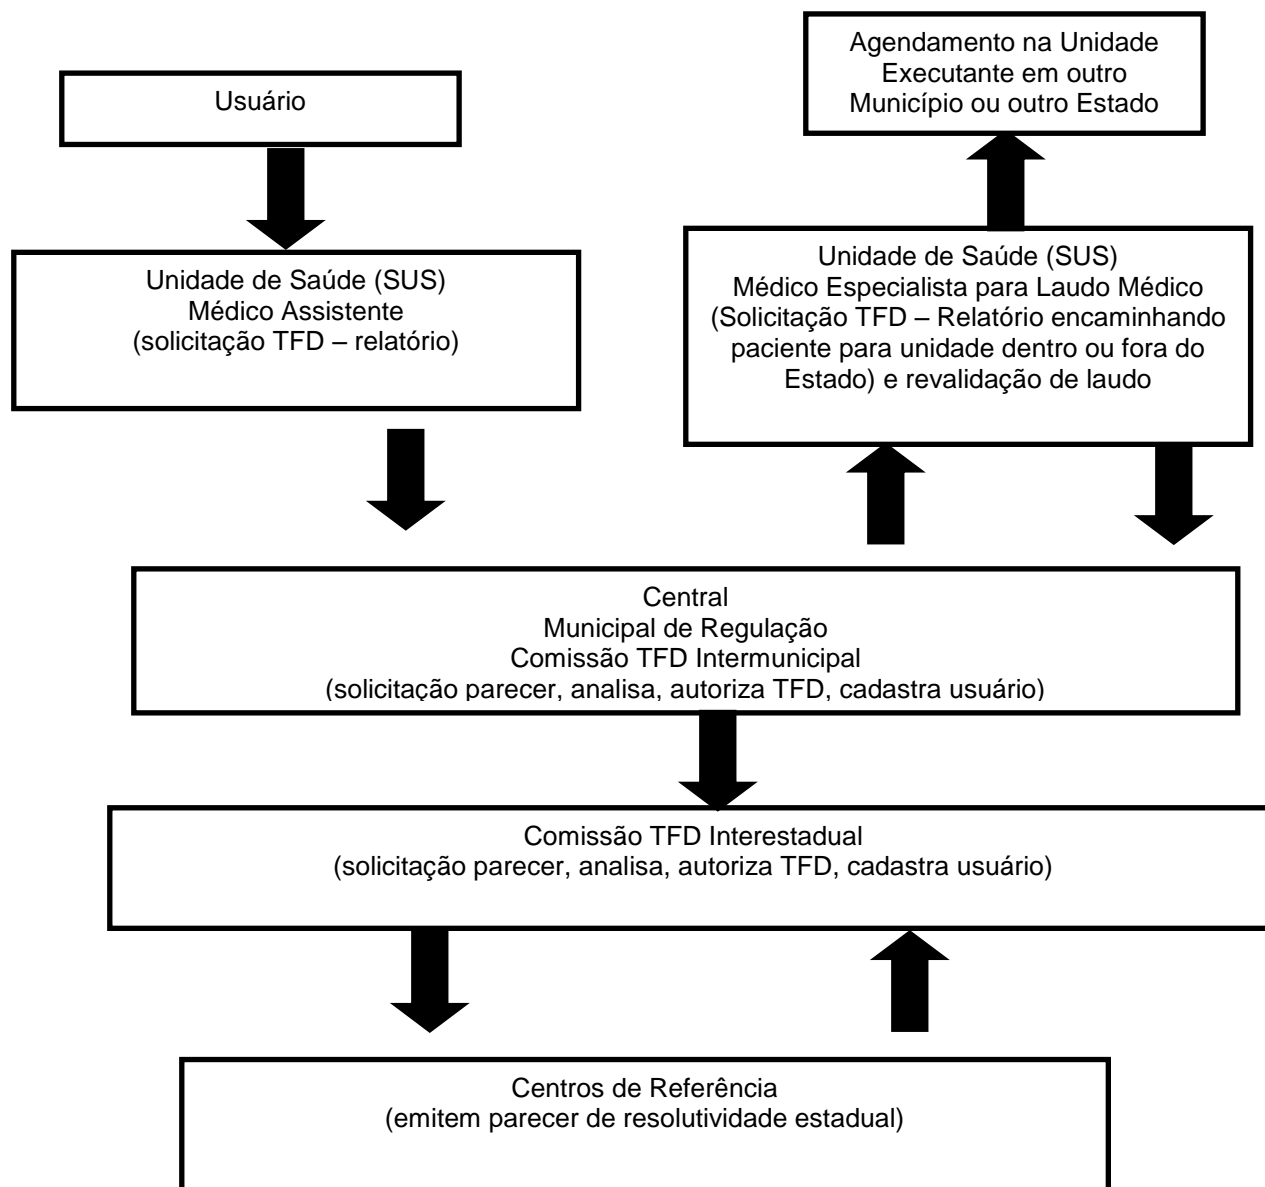 Usuário
Agendamento na Unidade
Executante em outro
Município ou outro Estado
Unidade de Saúde (SUS)
Médico Assistente
(solicitação TFD – relatório)
Unidade de Saúde (SUS)
Médico Especialista para Laudo Médico
(Solicitação TFD – Relatório encaminhando
paciente para unidade dentro ou fora do
Estado) e revalidação de laudo
Central
Municipal de Regulação
Comissão TFD Intermunicipal
(solicitação parecer, analisa, autoriza TFD, cadastra usuário)
Comissão TFD Interestadual
(solicitação parecer, analisa, autoriza TFD, cadastra usuário)
Centros de Referência
(emitem parecer de resolutividade estadual)